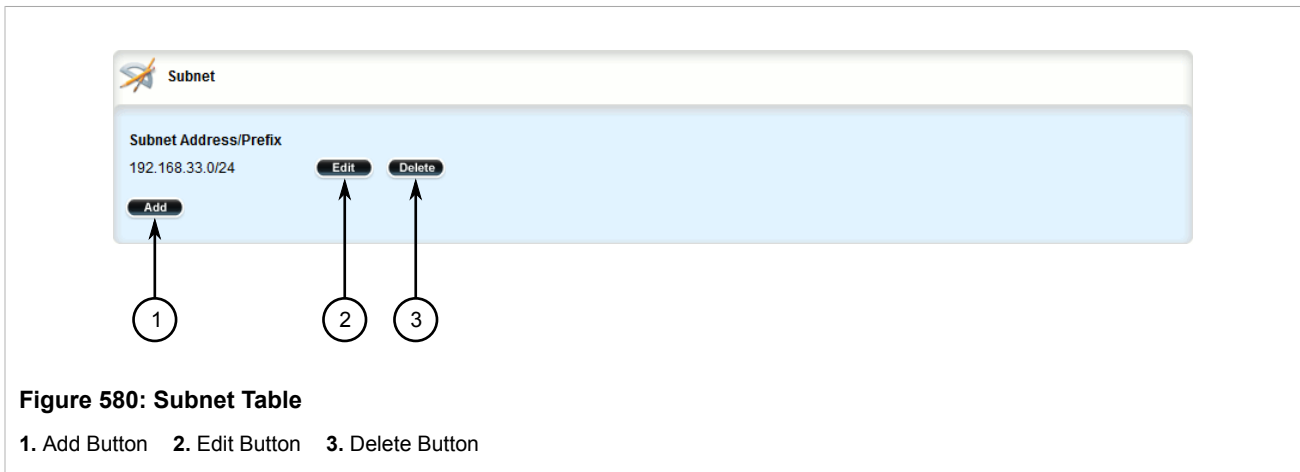 Subnet
Subnet Address/Prefix
192.168.33.0/24 Edit Delete
Add
1 2 3
Figure 580: Subnet Table
1. Add Button 2. Edit Button 3. Delete Button